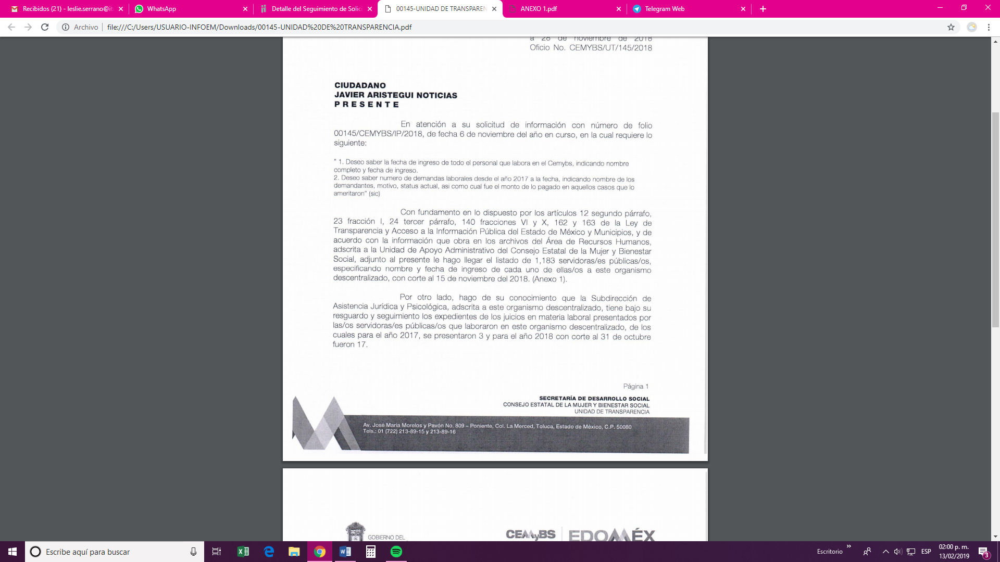 Recibidos (21) - leslie.serrano@it
WhatsApp
Detalle del Seguimiento de Solici
00145-UNIDAD DE TRANSPAREN
ANEXO 1.pdf
Telegram Web
Archivo
file:///C:/Users/USUARIO-INFOEM/Downloads/00145-UNIDAD%20DE%20TRANSPARENCIA.pdf
a 28 de noviembre de 2018
Oficio No. CEMYBS/UT/145/2018
CIUDADANO
JAVIER ARISTEGUI NOTICIAS
P R E S E N T E
En atención a su solicitud de información con número de folio
00145/CEMYBS/IP/2018, de fecha 6 de noviembre del año en curso, en la cual requiere lo
siguiente:
" 1. Deseo saber la fecha de ingreso de todo el personal que labora en el Cemybs, indicando nombre
completo y fecha de ingreso.
2. Deseo saber numero de demandas laborales desde el año 2017 a la fecha, indicando nombre de los
demandantes, motivo, status actual, asi como cual fue el monto de lo pagado en aquellos casos que lo
ameritaron" (sic)
Con fundamento en lo dispuesto por los artículos 12 segundo párrafo,
23 fracción I, 24 tercer párrafo, 140 fracciones VI y X, 162 y 163 de la Ley de
Transparencia y Acceso a la Información Pública del Estado de México y Municipios, y de
acuerdo con la información que obra en los archivos del Área de Recursos Humanos,
adscrita a la Unidad de Apoyo Administrativo del Consejo Estatal de la Mujer y Bienestar
Social, adjunto al presente le hago llegar el listado de 1,183 servidoras/es públicas/os,
especificando nombre y fecha de ingreso de cada uno de ellas/os a este organismo
descentralizado, con corte al 15 de noviembre del 2018. (Anexo 1).
Por otro lado, hago de su conocimiento que la Subdirección de
Asistencia Jurídica y Psicológica, adscrita a este organismo descentralizado, tiene bajo su
resguardo y seguimiento los expedientes de los juicios en materia laboral presentados por
las/os servidoras/es públicas/os que laboraron en este organismo descentralizado, de los
cuales para el año 2017, se presentaron 3 y para el año 2018 con corte al 31 de octubre
fueron 17.
Página 1
SECRETARÍA DE DESARROLLO SOCIAL
CONSEJO ESTATAL DE LA MUJER Y BIENESTAR SOCIAL
UNIDAD DE TRANSPARENCIA
Av. José María Morelos y Pavón No. 809 – Poniente, Col. La Merced, Toluca, Estado de México, C.P. 50080
Tels.: 01 (722) 213-89-15 y 213-89-16
GOBIERNO DEL
CEMyBS
EDOMÉX
Escribe aquí para buscar
Escritorio
ESP
02:00 p. m.
13/02/2019
3